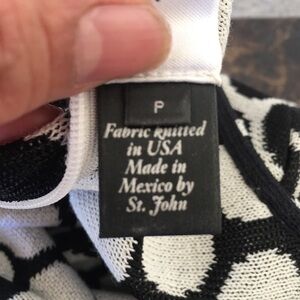 P
Fabric knitted
in USA
Made in
Mexico by
St. John